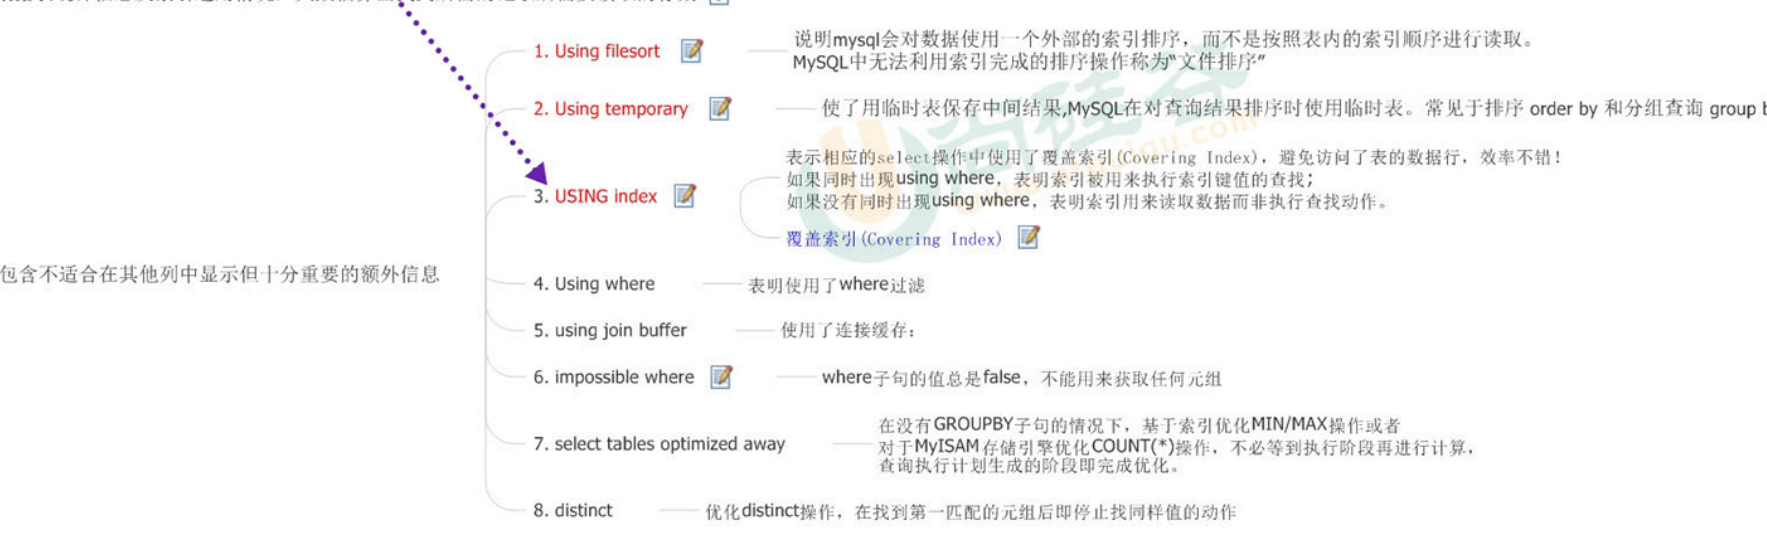 1. Using filesort
说明mysql会对数据使用一个外部的索引排序，而不是按照表内的索引顺序进行读取。
MySQL中无法利用索引完成的排序操作称为“文件排序”
2. Using temporary
使了用临时表保存中间结果,MySQL在对查询结果排序时使用临时表。常见于排序 order by 和分组查询 group
3. USING index
表示相应的select操作中使用了覆盖索引(Covering Index)，避免访问了表的数据行，效率不错！
如果同时出现using where，表明索引被用来执行索引键值的查找；
如果没有同时出现using where，表明索引用来读取数据而非执行查找动作。
覆盖索引(Covering Index)
包含不适合在其他列中显示但十分重要的额外信息
4. Using where
表明使用了where过滤
5. using join buffer
使用了连接缓存：
6. impossible where
where子句的值总是false，不能用来获取任何元组
7. select tables optimized away
在没有GROUPBY子句的情况下，基于索引优化MIN/MAX操作或者
对于MyISAM存储引擎优化COUNT(*)操作，不必等到执行阶段再进行计算，
查询执行计划生成的阶段即完成优化。
8. distinct
优化distinct操作，在找到第一匹配的元组后即停止找同样值的动作
尚硅谷